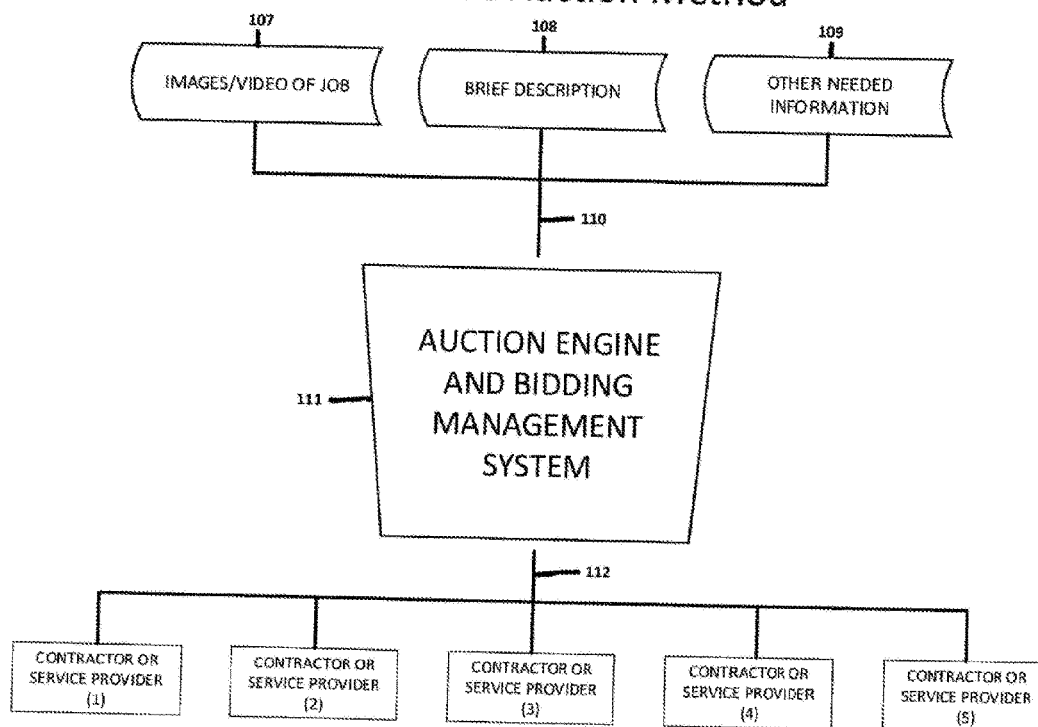 Auction Method
107
108
109
IMAGES/VIDEO OF JOB
BRIEF DESCRIPTION
OTHER NEEDED
INFORMATION
110
AUCTION ENGINE
AND BIDDING
MANAGEMENT
SYSTEM
111
112
CONTRACTOR OR
SERVICE PROVIDER
(1)
CONTRACTOR OR
SERVICE PROVIDER
(2)
CONTRACTOR OR
SERVICE PROVIDER
(3)
CONTRACTOR OR
SERVICE PROVIDER
(4)
CONTRACTOR OR
SERVICE PROVIDER
(5)